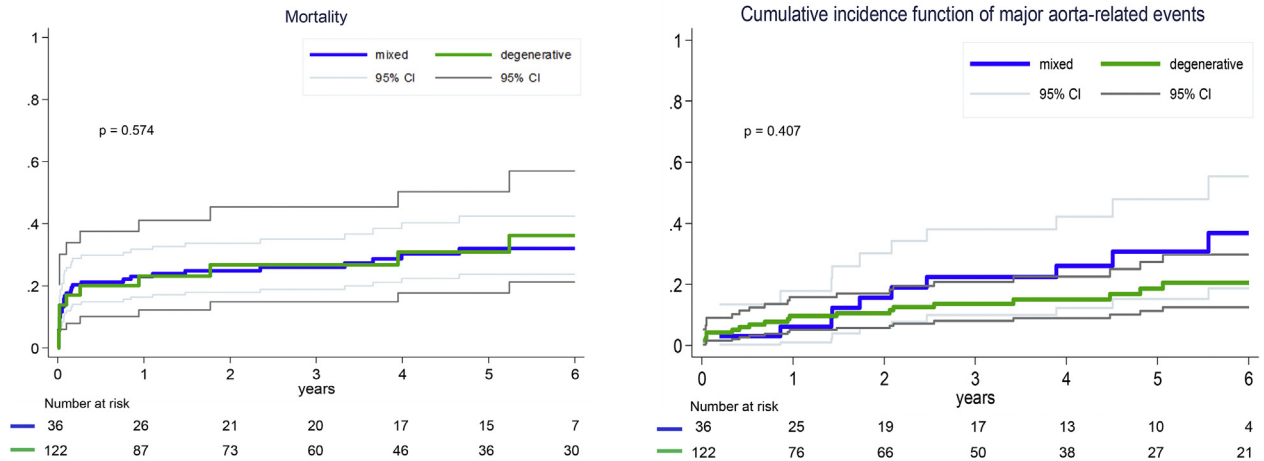 Mortality
1
.8
.6
.4
.2
0
mixed degenerative
95% CI 95% CI
p = 0.574
0 1 2 3 4 5 6
years
Number at risk
36 26 21 20 17 15 7
122 87 73 60 46 36 30
Cumulative incidence function of major aorta-related events
1
.8
.6
.4
.2
0
mixed degenerative
95% CI 95% CI
p = 0.407
0 1 2 3 4 5 6
years
Number at risk
36 25 19 17 13 10 4
122 76 66 50 38 27 21